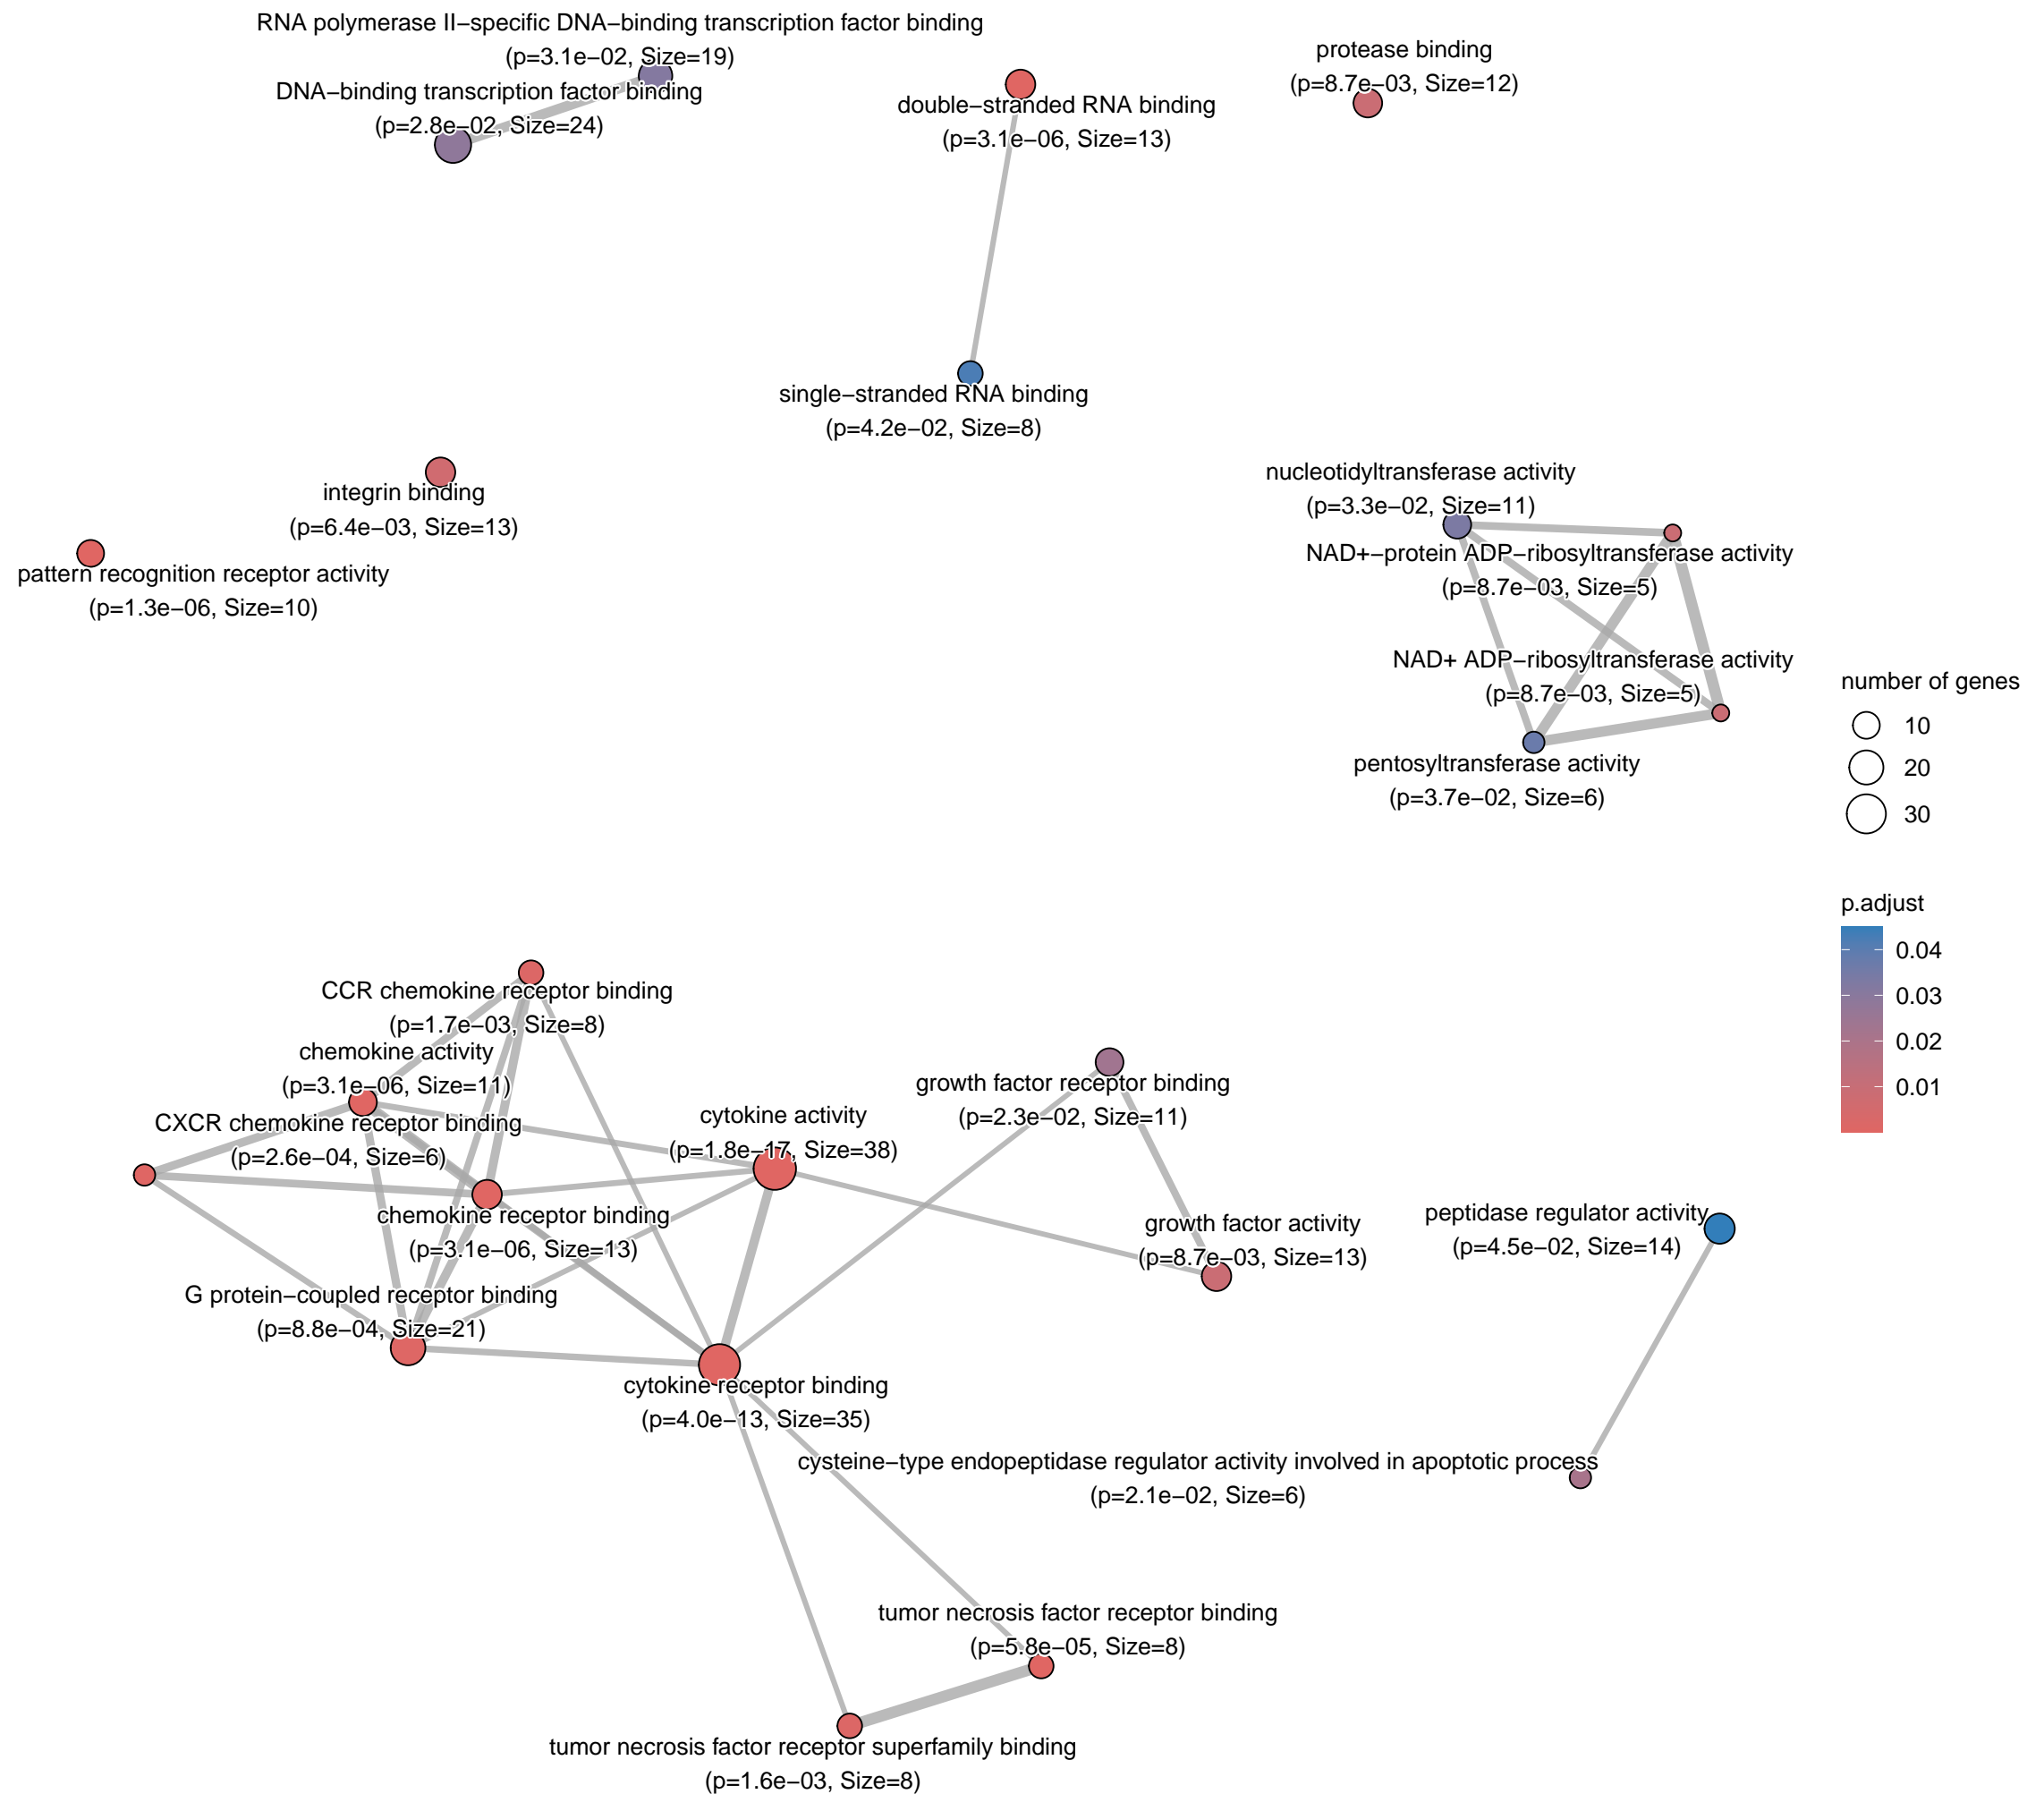 RNA polymerase II−specific DNA−binding transcription factor binding
(p=3.1e−02, Size=19)
DNA−binding transcription factor binding
(p=2.8e−02, Size=24)
double−stranded RNA binding
(p=3.1e−06, Size=13)
protease binding
(p=8.7e−03, Size=12)
single−stranded RNA binding
(p=4.2e−02, Size=8)
integrin binding
(p=6.4e−03, Size=13)
pattern recognition receptor activity
(p=1.3e−06, Size=10)
nucleotidyltransferase activity
(p=3.3e−02, Size=11)
NAD+−protein ADP−ribosyltransferase activity
(p=8.7e−03, Size=5)
NAD+ ADP−ribosyltransferase activity
(p=8.7e−03, Size=5)
pentosyltransferase activity
(p=3.7e−02, Size=6)
number of genes
10
20
30
p.adjust
0.04
0.03
0.02
0.01
CCR chemokine receptor binding
(p=1.7e−03, Size=8)
chemokine activity
(p=3.1e−06, Size=11)
CXCR chemokine receptor binding
(p=2.6e−04, Size=6)
cytokine activity
(p=1.8e−17, Size=38)
chemokine receptor binding
(p=3.1e−06, Size=13)
G protein−coupled receptor binding
(p=8.8e−04, Size=21)
cytokine receptor binding
(p=4.0e−13, Size=35)
growth factor receptor binding
(p=2.3e−02, Size=11)
growth factor activity
(p=8.7e−03, Size=13)
peptidase regulator activity
(p=4.5e−02, Size=14)
cysteine−type endopeptidase regulator activity involved in apoptotic process
(p=2.1e−02, Size=6)
tumor necrosis factor receptor binding
(p=5.8e−05, Size=8)
tumor necrosis factor receptor superfamily binding
(p=1.6e−03, Size=8)